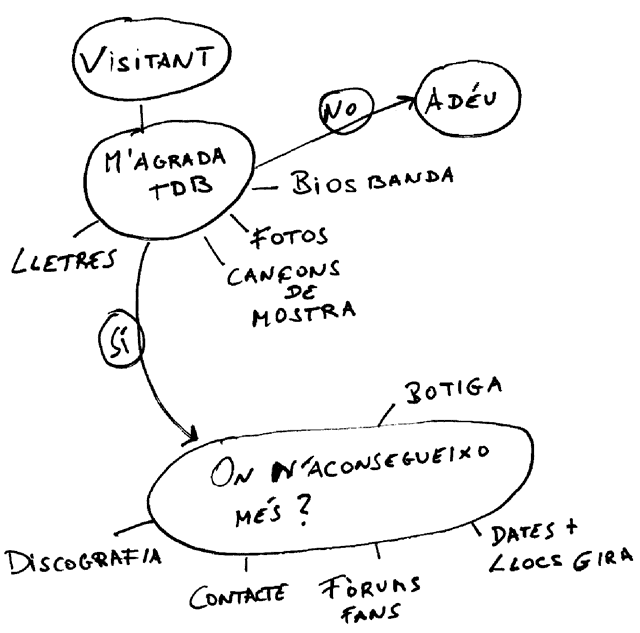 VISITANT
NO
ADÉU
M'AGRADA
TDB
BIOS BANDA
FOTOS
LLETRES
CANÇONS
DE
MOSTRA
SÍ
BOTIGA
ON N'ACONSEGUEIXO
MÉS?
DISCOGRAFIA
CONTACTE
FÒRUMS
FANS
DATES +
LLOCS GIRA